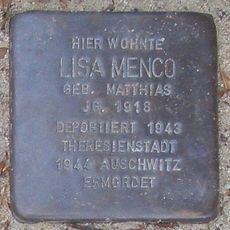 HIER WOHNTE
LISA MENCO
GEB. MATTHIAS
JG. 1918
DEPORTIERT 1943
THERESIENSTADT
1944 AUSCHWITZ
ERMORDET